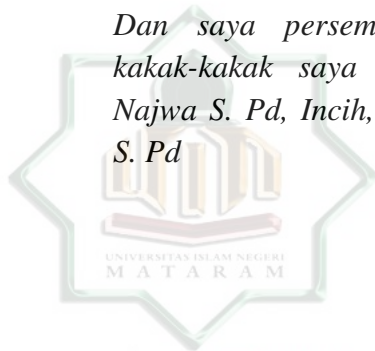 Dan saya persem
kakak-kakak saya
Najwa S. Pd, Incih,
S. Pd
UNIVERSITAS ISLAM NEGERI
MATARAM